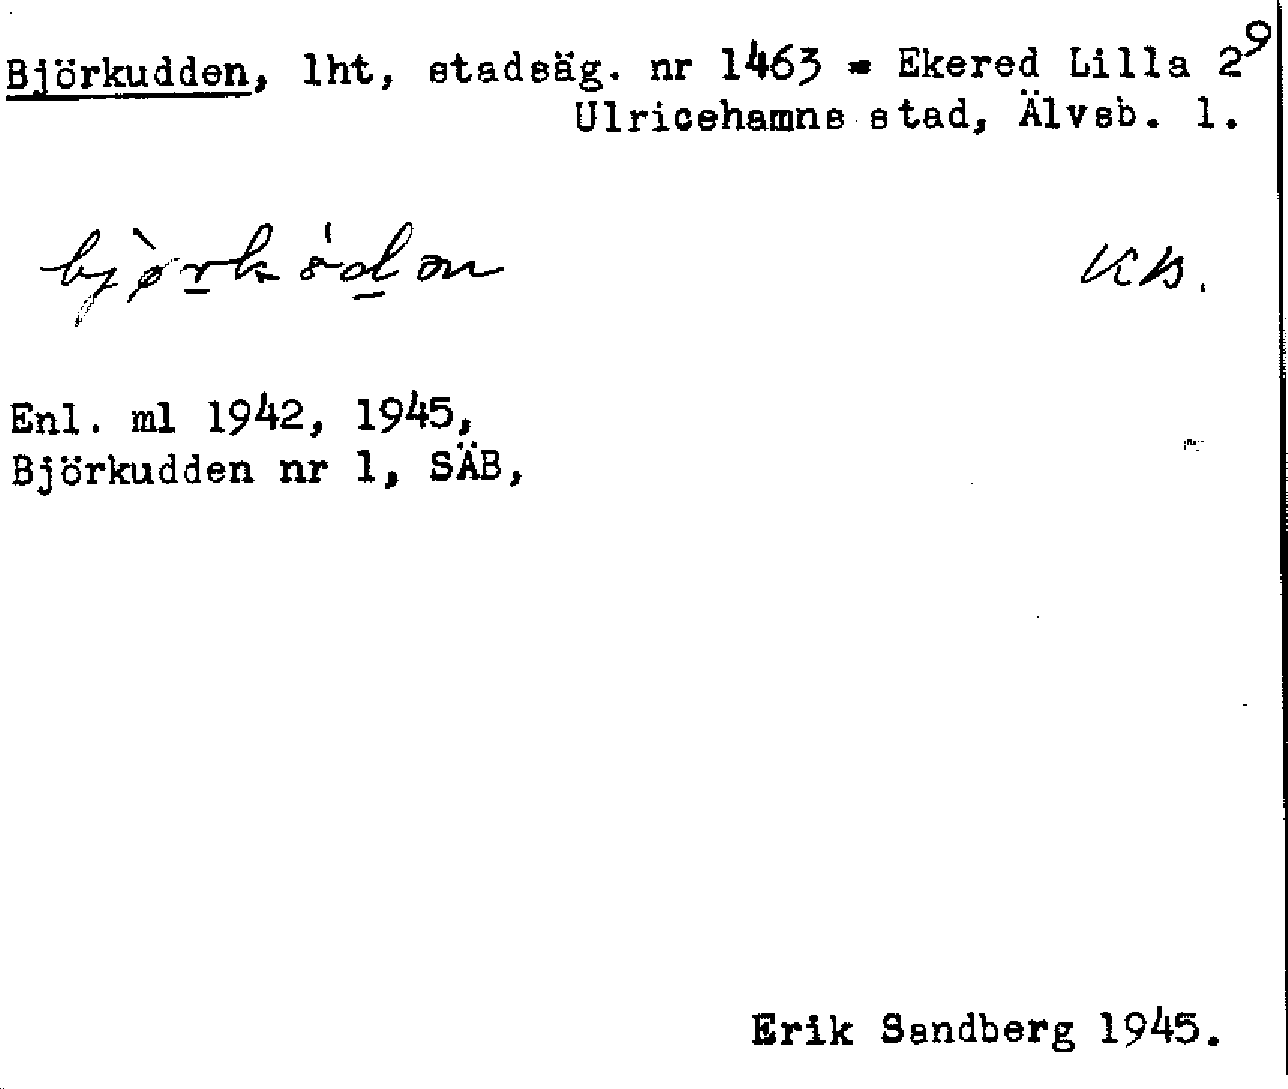 Björkudden, lht, stadsäg. nr 1463 = Ekered Lilla 2⁹
Ulricehamns stad, Älvsb. l.
K.B.
Enl. ml 1942, 1945,
Björkudden nr 1, SÄB,
Erik Sandberg 1945.